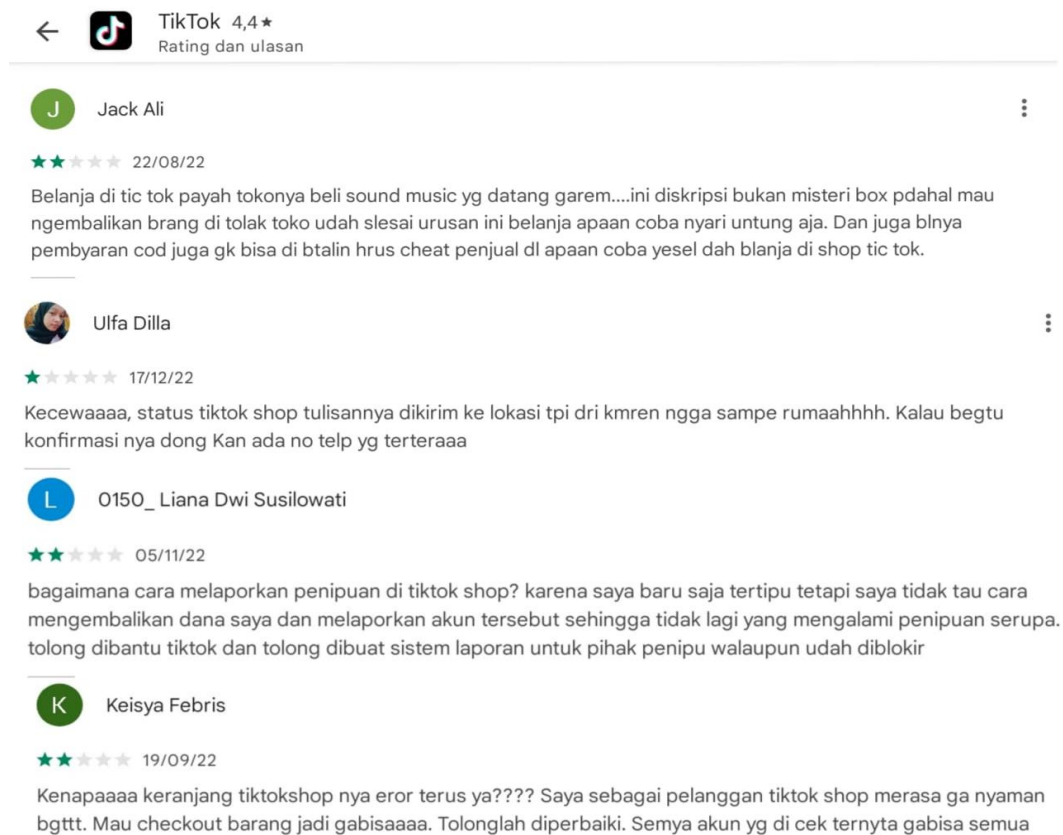 TikTok 4,4★
Rating dan ulasan
J Jack Ali
22/08/22
Belanja di tic tok payah tokonya beli sound music yg datang garem....ini diskripsi bukan misteri box pdahal mau
ngembalikan brang di tolak toko udah slesai urusan ini belanja apaan coba nyari untung aja. Dan juga blnya
pembyaran cod juga gk bisa di btalin hrus cheat penjual dl apaan coba yesel dah blanja di shop tic tok.
Ulfa Dilla
17/12/22
Kecewaaaa, status tiktok shop tulisannya dikirim ke lokasi tpi dri kmren ngga sampe rumaahhhh. Kalau begtu
konfirmasi nya dong Kan ada no telp yg terteraaa
L 0150_ Liana Dwi Susilowati
05/11/22
bagaimana cara melaporkan penipuan di tiktok shop? karena saya baru saja tertipu tetapi saya tidak tau cara
mengembalikan dana saya dan melaporkan akun tersebut sehingga tidak lagi yang mengalami penipuan serupa.
tolong dibantu tiktok dan tolong dibuat sistem laporan untuk pihak penipu walaupun udah diblokir
K Keisya Febris
19/09/22
Kenapaaaa keranjang tiktokshop nya eror terus ya???? Saya sebagai pelanggan tiktok shop merasa ga nyaman
bgttt. Mau checkout barang jadi gabisaaaa. Tolonglah diperbaiki. Semya akun yg di cek ternyta gabisa semua